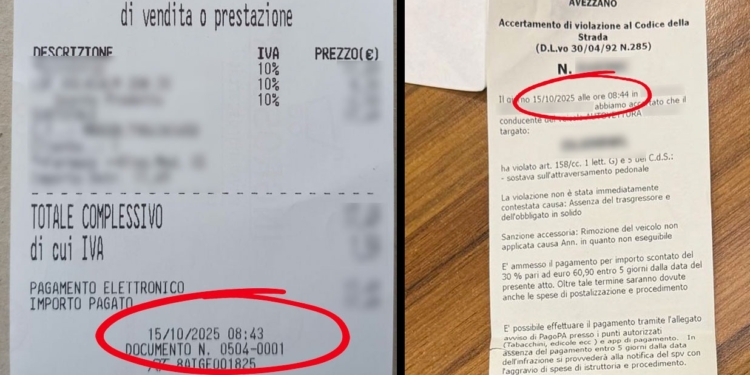 di vendita o prestazione
DESCRIZIONE IVA PREZZO(€)
10%
10%
10%
TOTALE COMPLESSIVO
di cui IVA
PAGAMENTO ELETTRONICO
IMPORTO PAGATO
15/10/2025 08:43
DOCUMENTO N. 0504-0001
RT 8AIGE001825
AVEZZANO
Accertamento di violazione al Codice della
Strada
(D.L.vo 30/04/92 N.285)
N.
Il giorno 15/10/2025 alle ore 08:44 in
abbiamo accertato che il
conducente del veicolo AUTOVETTURA
targato:
ha violato art. 158/cc. 1 lett. G) e 5 del C.d.S.:
- sostava sull'attraversamento pedonale
La violazione non è stata immediatamente
contestata causa: Assenza del trasgressore e
dell'obbligato in solido
Sanzione accessoria: Rimozione del veicolo non
applicata causa Ann. in quanto non eseguibile
E' ammesso il pagamento per importo scontato del
30 % pari ad euro 60,90 entro 5 giorni dalla data del
presente atto. Oltre tale termine saranno dovute
anche le spese di postalizzazione e procedimento
E' possibile effettuare il pagamento tramite l'allegato
avviso di PagoPA presso i punti autorizzati
(Tabacchini, edicole ecc ) e app di pagamento. In
assenza del pagamento entro 5 giorni dalla data
dell'infrazione si provvederà alla notifica del spv con
l'aggravio di spese di istruttoria e procedimento.